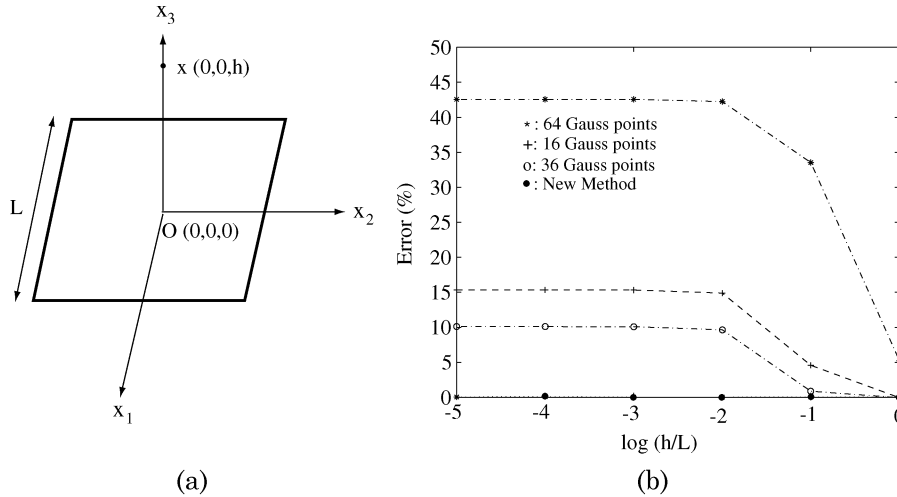 x3
x (0,0,h)
L
x2
O (0,0,0)
x1
(a)
50
45
40
35
30
25
20
15
10
5
0
Error (%)
* : 64 Gauss points
+ : 16 Gauss points
o : 36 Gauss points
● : New Method
-5 -4 -3 -2 -1 0
log (h/L)
(b)